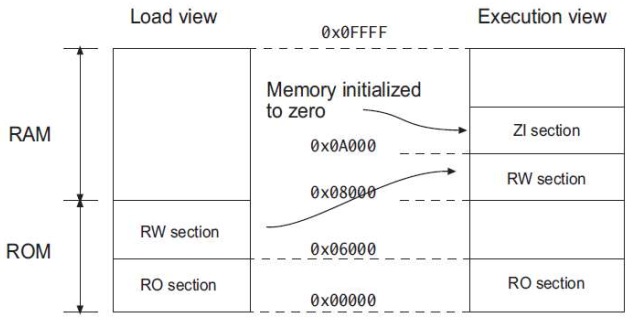 Load view
Execution view
0x0FFFF
Memory initialized
to zero
RAM
ZI section
0x0A000
RW section
0x08000
RW section
ROM
0x06000
RO section
RO section
0x00000